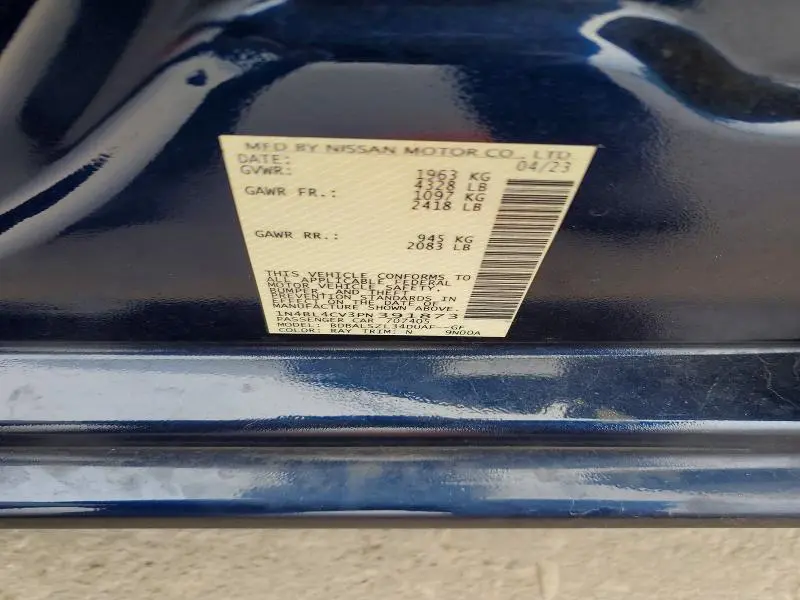 MFD BY NISSAN MOTOR CO., LTD.
DATE: 04/23
GVWR: 1963 KG
4328 LB
GAWR FR.: 1097 KG
2418 LB
GAWR RR.: 945 KG
2083 LB
THIS VEHICLE CONFORMS TO
ALL APPLICABLE FEDERAL
MOTOR VEHICLE SAFETY,
BUMPER, AND THEFT
PREVENTION STANDARDS IN
EFFECT ON THE DATE OF
MANUFACTURE SHOWN ABOVE.
1N4BL4CV3PN391873
PASSENGER CAR 707405
MODEL: BDBALSZL34DUAF--GF
COLOR: RAY TRIM: N 9N00A